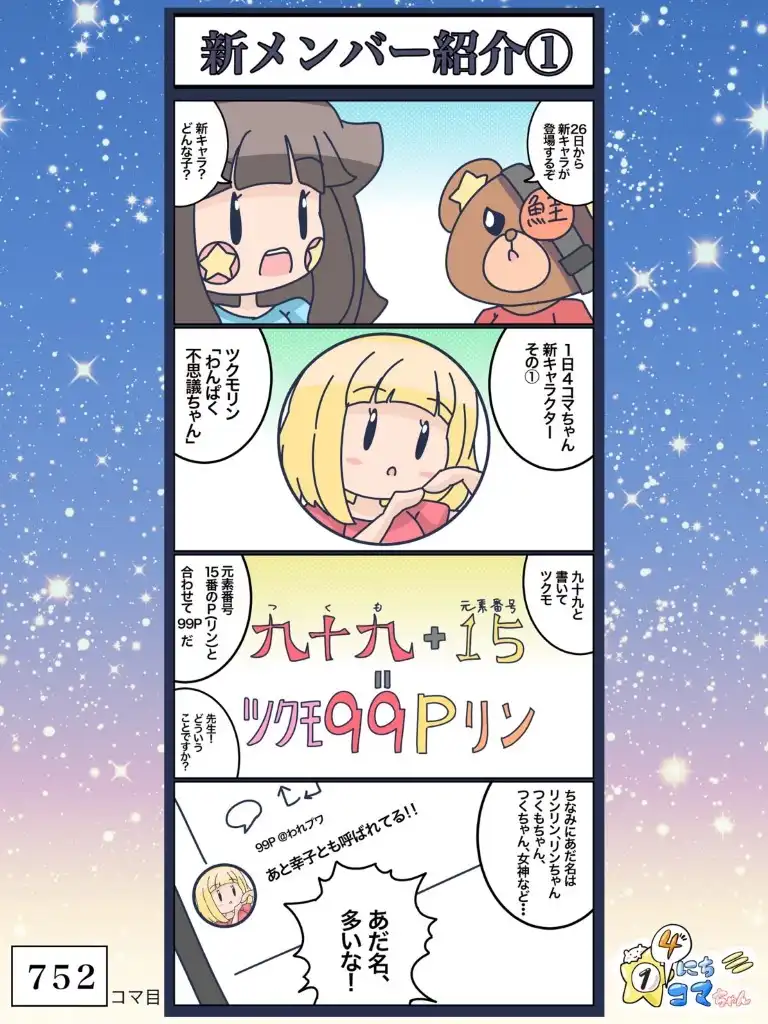 新メンバー紹介①
26日から
新キャラが
登場するぞ
鮭
新キャラ?
どんな子?
1日4コマちゃん
新キャラクター
その①
ツクモリン
「わんぱく
不思議ちゃん」
九十九と
書いて
ツクモ
元素番号
15番のP(リン)と
合わせて 99P だ
つくも 元素番号
九十九+15
=
ツクモ99Pリン
先生!
どういう
ことですか?
ちなみにあだ名は
リンリン、リンちゃん
つくもちゃん、
つくちゃん、女神など…
99P @われプワ
あと幸子とも呼ばれてる!!
あだ名、
多いな!
752コマ目
1にち4コマちゃん